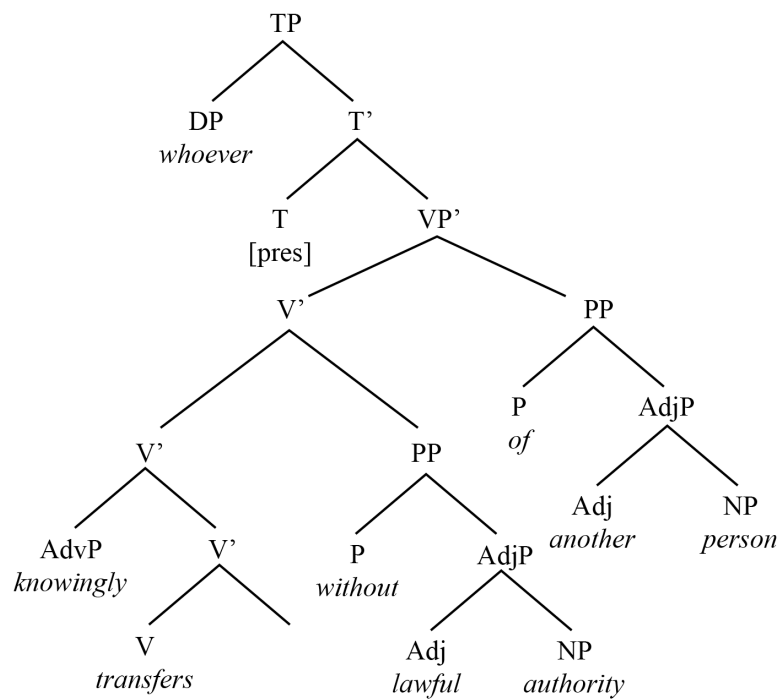 TP
DP T’
whoever
T VP’
[pres]
V’ PP
P AdjP
of
V’ PP
Adj NP
another person
AdvP V’ P AdjP
knowingly without
V Adj NP
transfers lawful authority